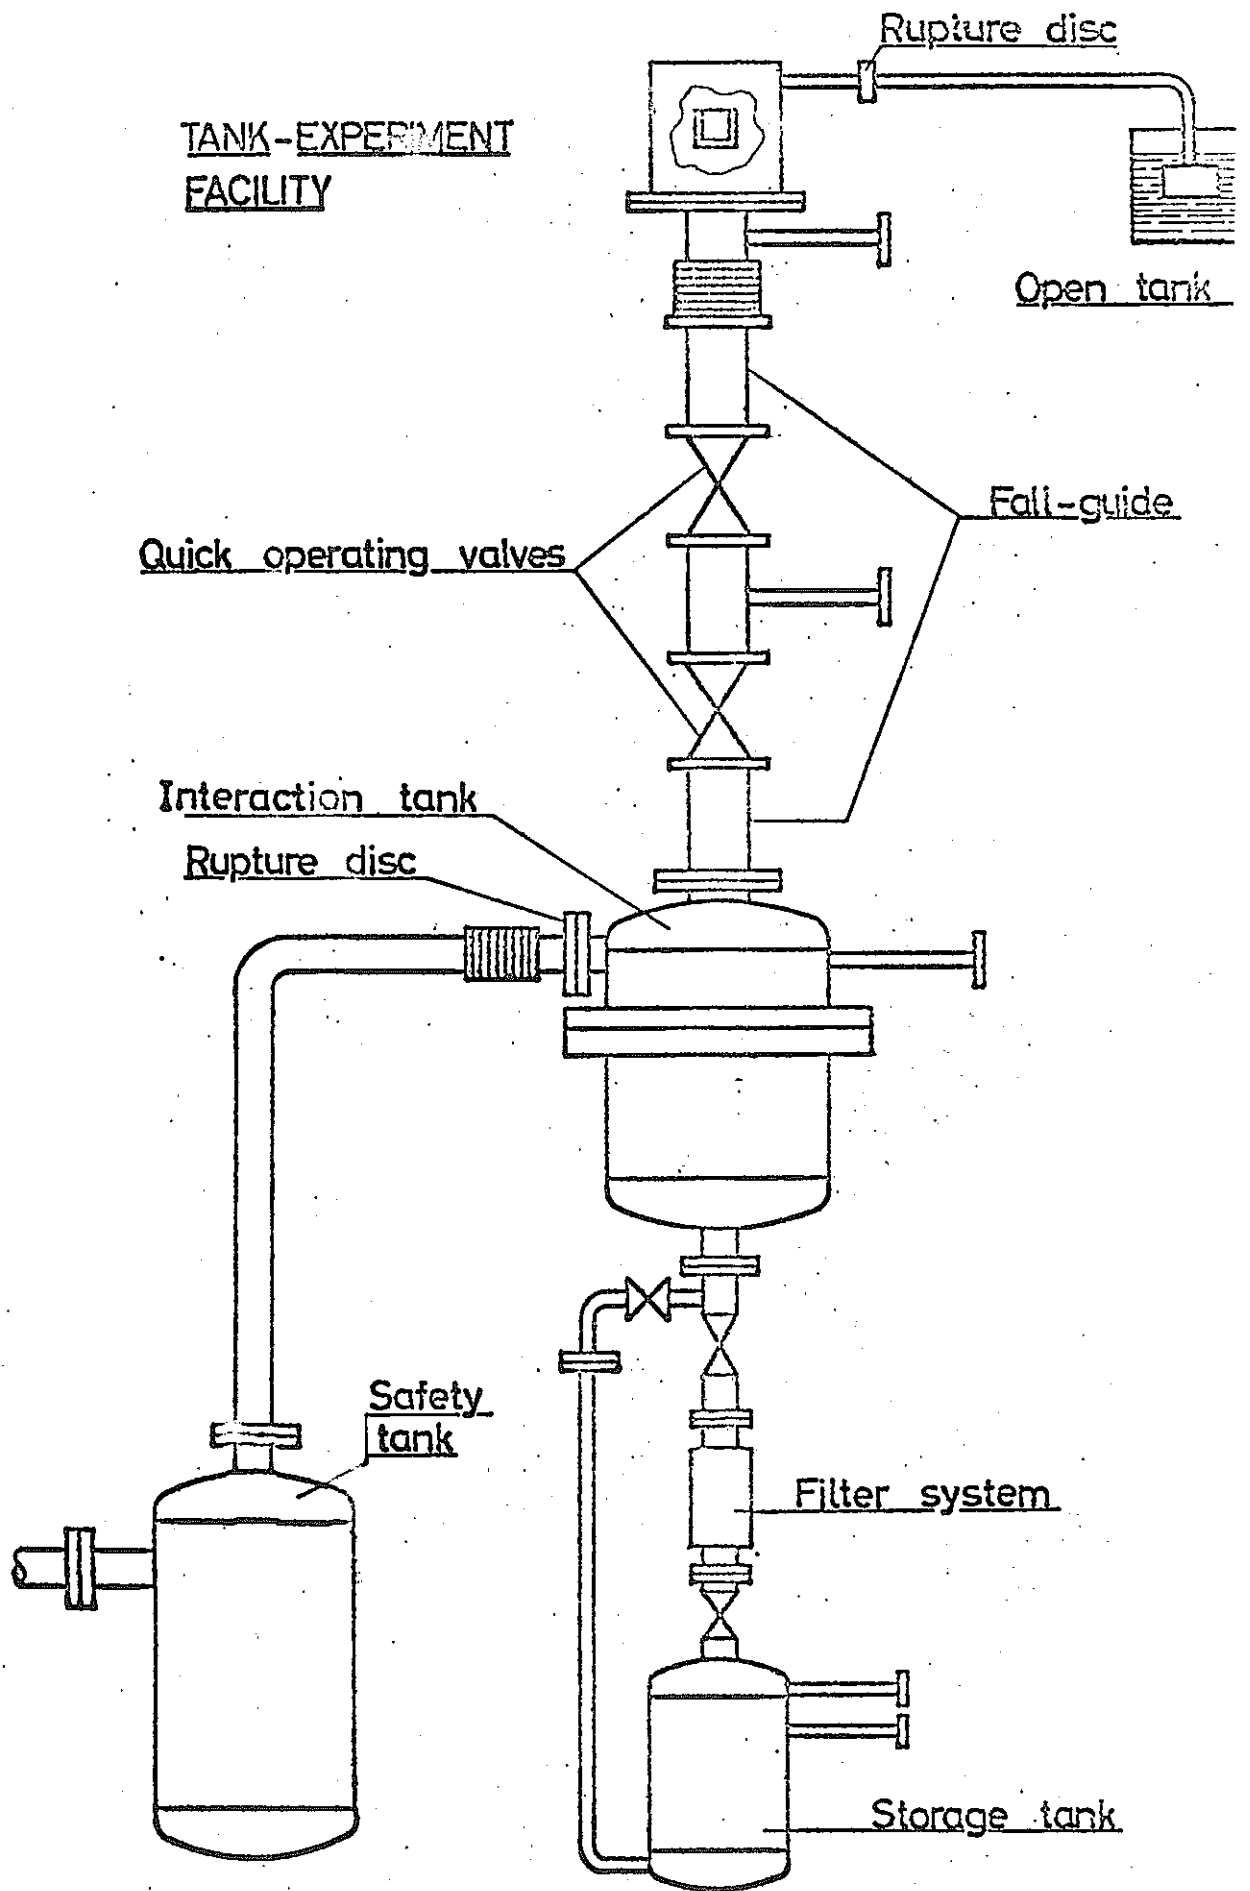 Rupture disc
TANK-EXPERIMENT
FACILITY
Open tank
Fall-guide
Quick operating valves
Interaction tank
Rupture disc
Safety
tank
Filter system
Storage tank